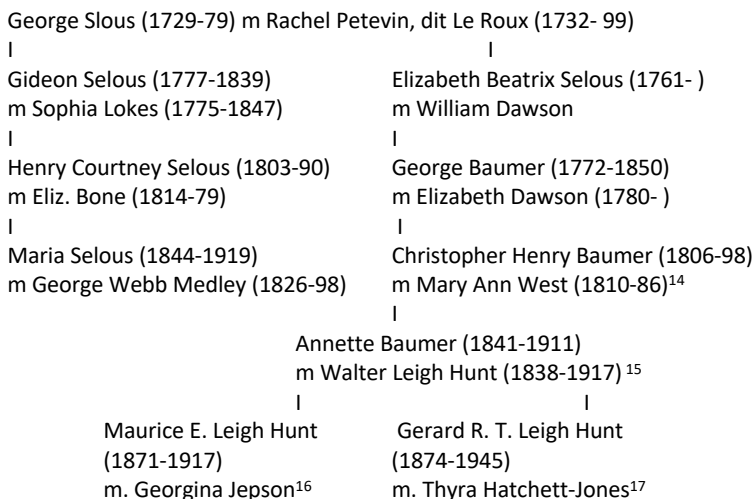 George Slous (1729-79) m Rachel Petevin, dit Le Roux (1732- 99)
I I
Gideon Selous (1777-1839) Elizabeth Beatrix Selous (1761- )
m Sophia Lokes (1775-1847) m William Dawson
I I
Henry Courtney Selous (1803-90) George Baumer (1772-1850)
m Eliz. Bone (1814-79) m Elizabeth Dawson (1780- )
I I
Maria Selous (1844-1919) Christopher Henry Baumer (1806-98)
m George Webb Medley (1826-98) m Mary Ann West (1810-86)14
I
Annette Baumer (1841-1911)
m Walter Leigh Hunt (1838-1917) 15
I I
Maurice E. Leigh Hunt Gerard R. T. Leigh Hunt
(1871-1917) (1874-1945)
m. Georgina Jepson16 m. Thyra Hatchett-Jones17